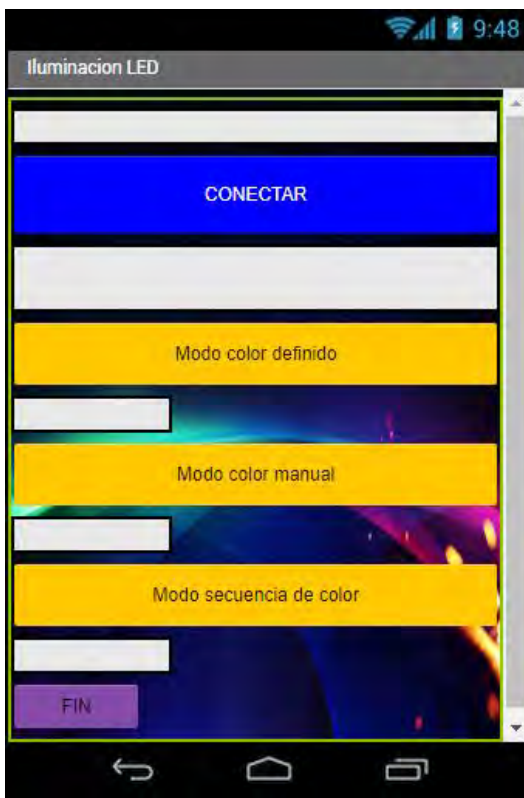 9:48
Iluminacion LED
CONECTAR
Modo color definido
Modo color manual
Modo secuencia de color
FIN